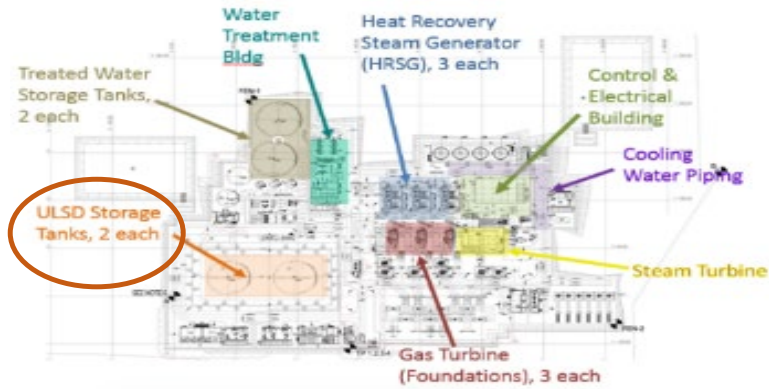 Water
Treatment
Bldg
Heat Recovery
Steam Generator
(HRSG), 3 each
Treated Water
Storage Tanks,
2 each
Control &
Electrical
Building
Cooling
Water Piping
ULSD Storage
Tanks, 2 each
Steam Turbine
Gas Turbine
(Foundations), 3 each